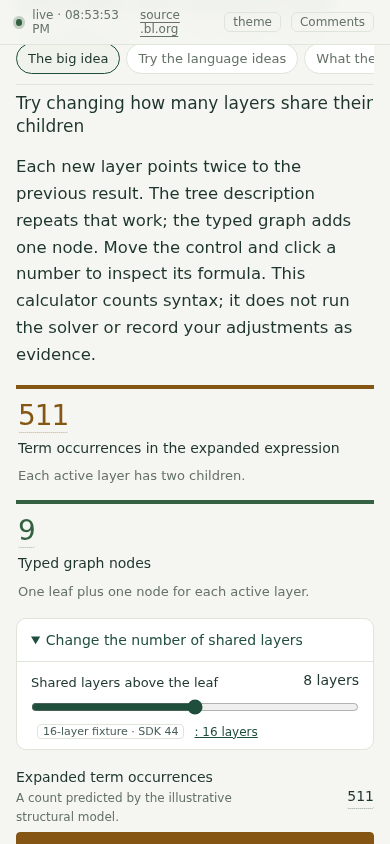 live · 08:53:53 PM
source .bl.org
theme
Comments
The big idea
Try the language ideas
What the
Try changing how many layers share their
children
Each new layer points twice to the
previous result. The tree description
repeats that work; the typed graph adds
one node. Move the control and click a
number to inspect its formula. This
calculator counts syntax; it does not run
the solver or record your adjustments as
evidence.
511
Term occurrences in the expanded expression
Each active layer has two children.
9
Typed graph nodes
One leaf plus one node for each active layer.
▼ Change the number of shared layers
Shared layers above the leaf
8 layers
16-layer fixture · SDK 44
: 16 layers
Expanded term occurrences
A count predicted by the illustrative
structural model.
511